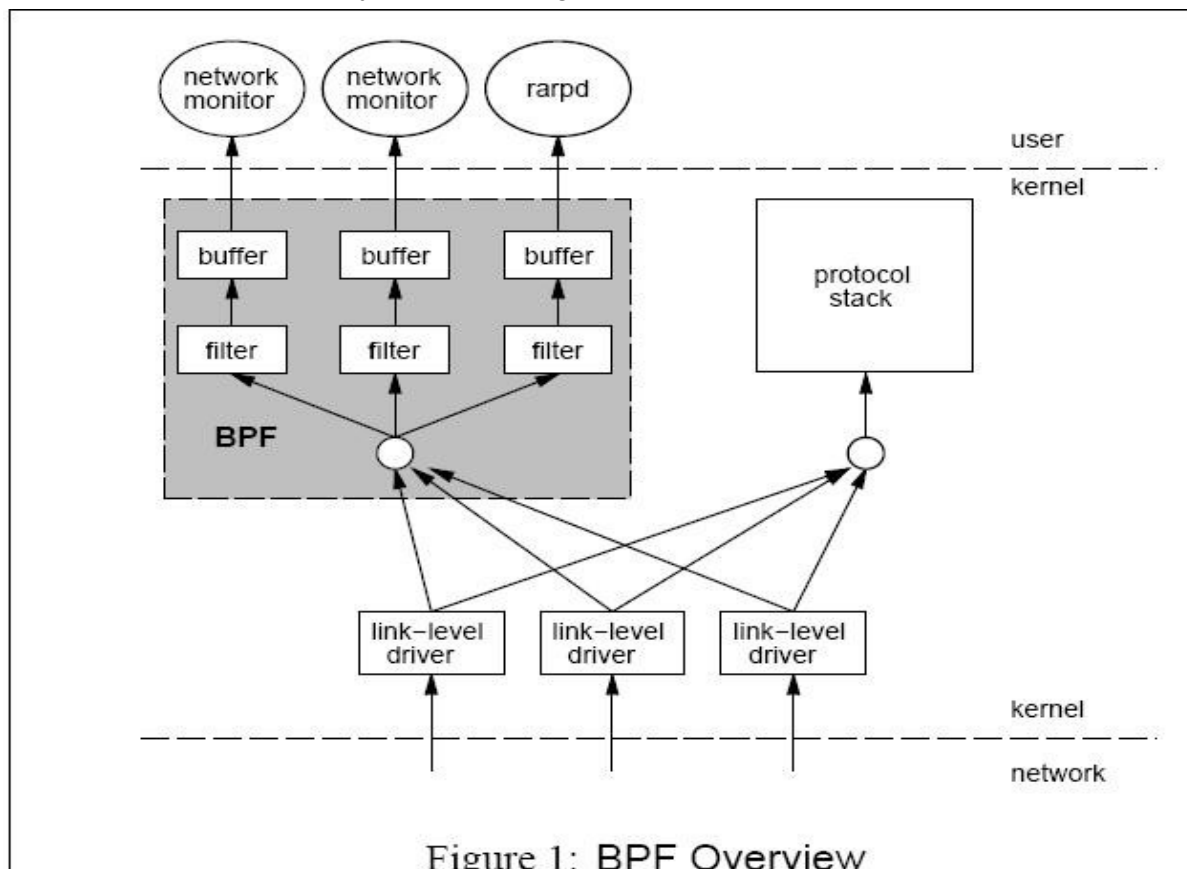 network
monitor
network
monitor
rarpd
user
kernel
buffer
buffer
buffer
protocol
stack
filter
filter
filter
BPF
link-level
driver
link-level
driver
link-level
driver
kernel
network
Figure 1: BPF Overview